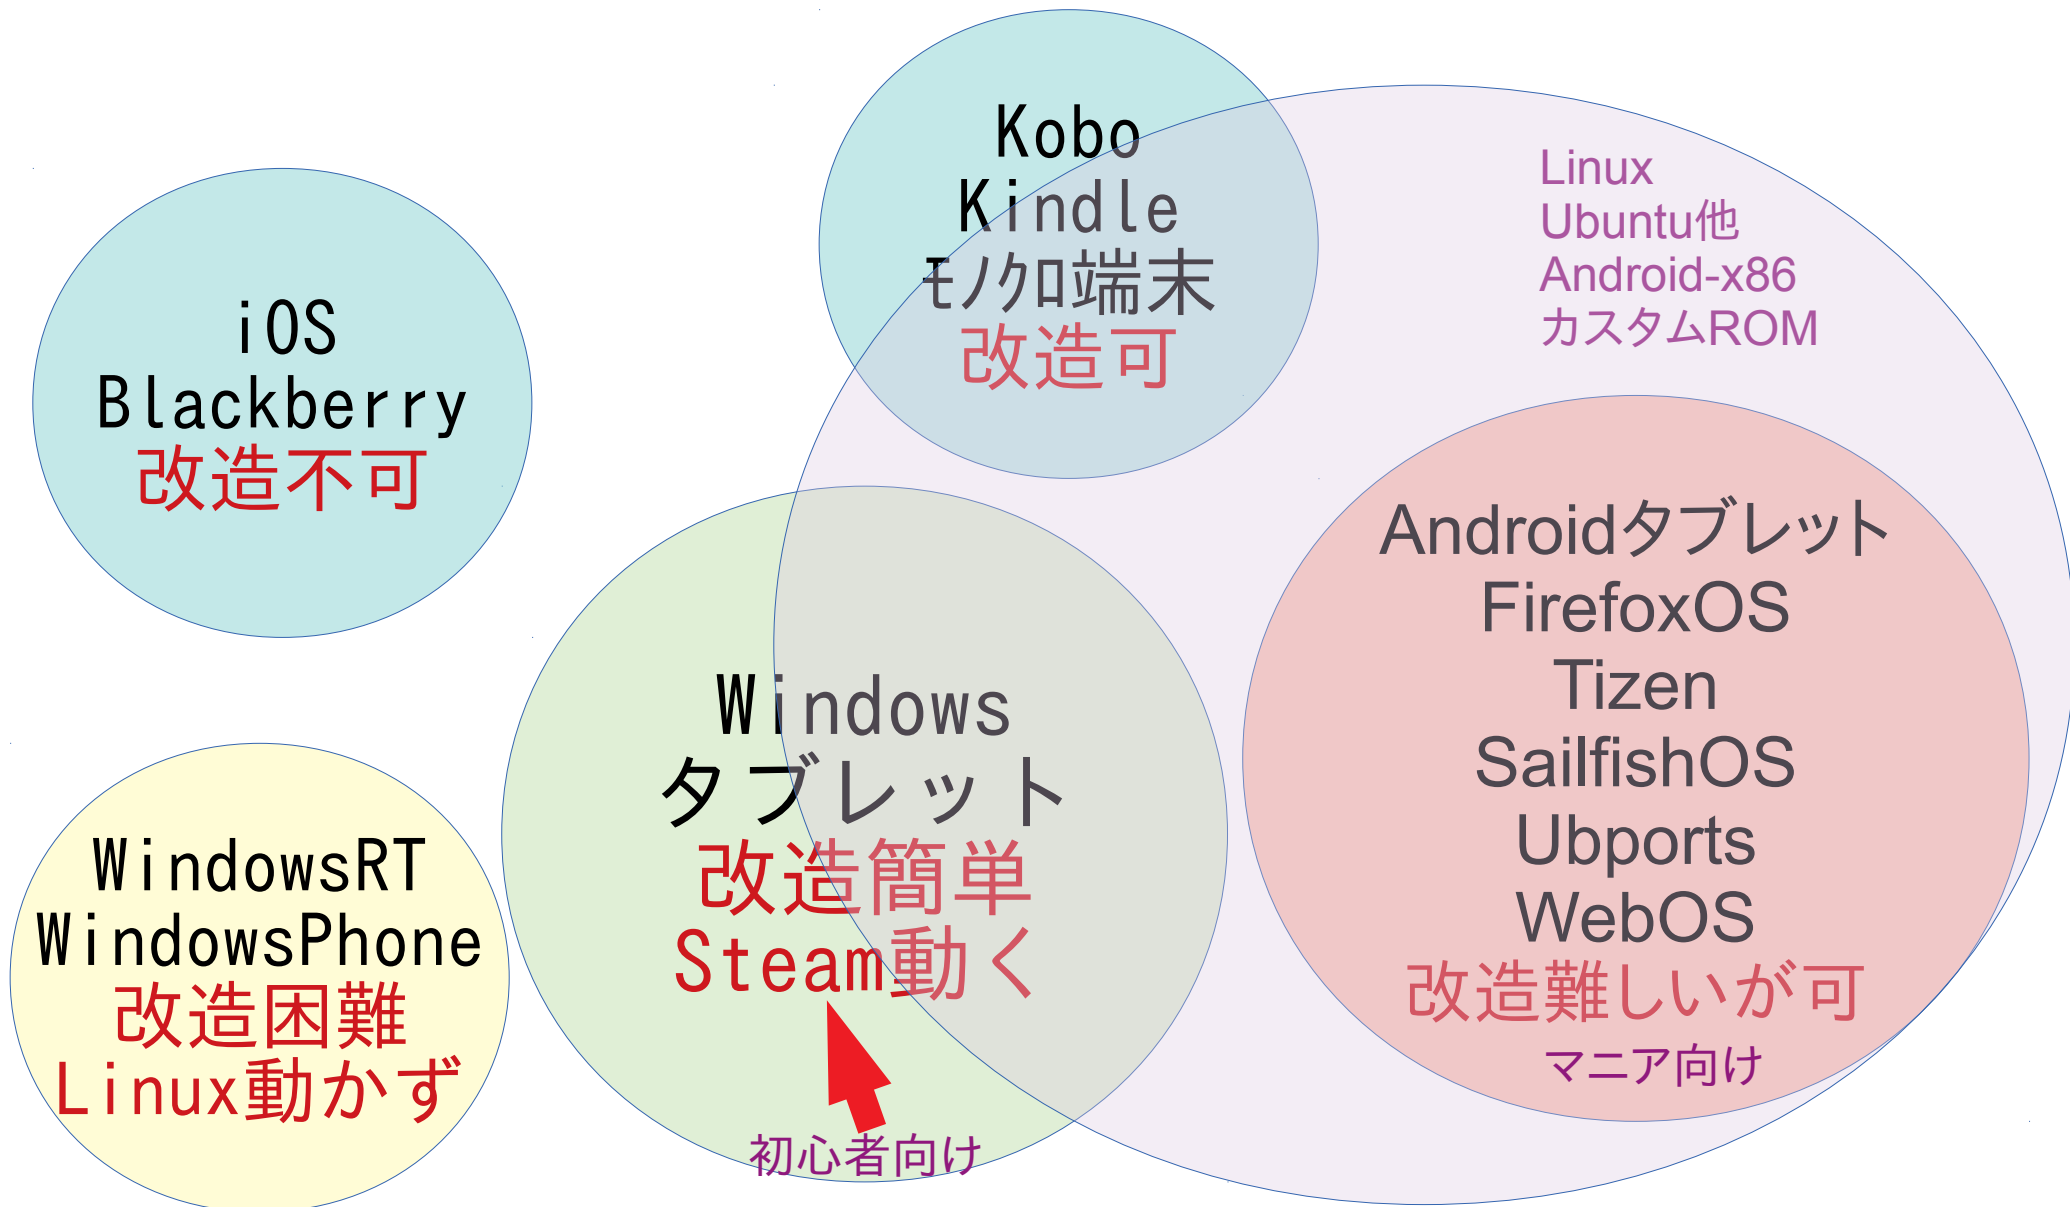 Kobo
Kindle
ﾓﾉｸﾛ端末
改造可
Linux
Ubuntu他
Android-x86
カスタムROM
iOS
Blackberry
改造不可
Androidタブレット
FirefoxOS
Tizen
SailfishOS
Ubports
WebOS
改造難しいが可
マニア向け
Windows
タブレット
改造簡単
Steam動く
初心者向け
WindowsRT
WindowsPhone
改造困難
Linux動かず